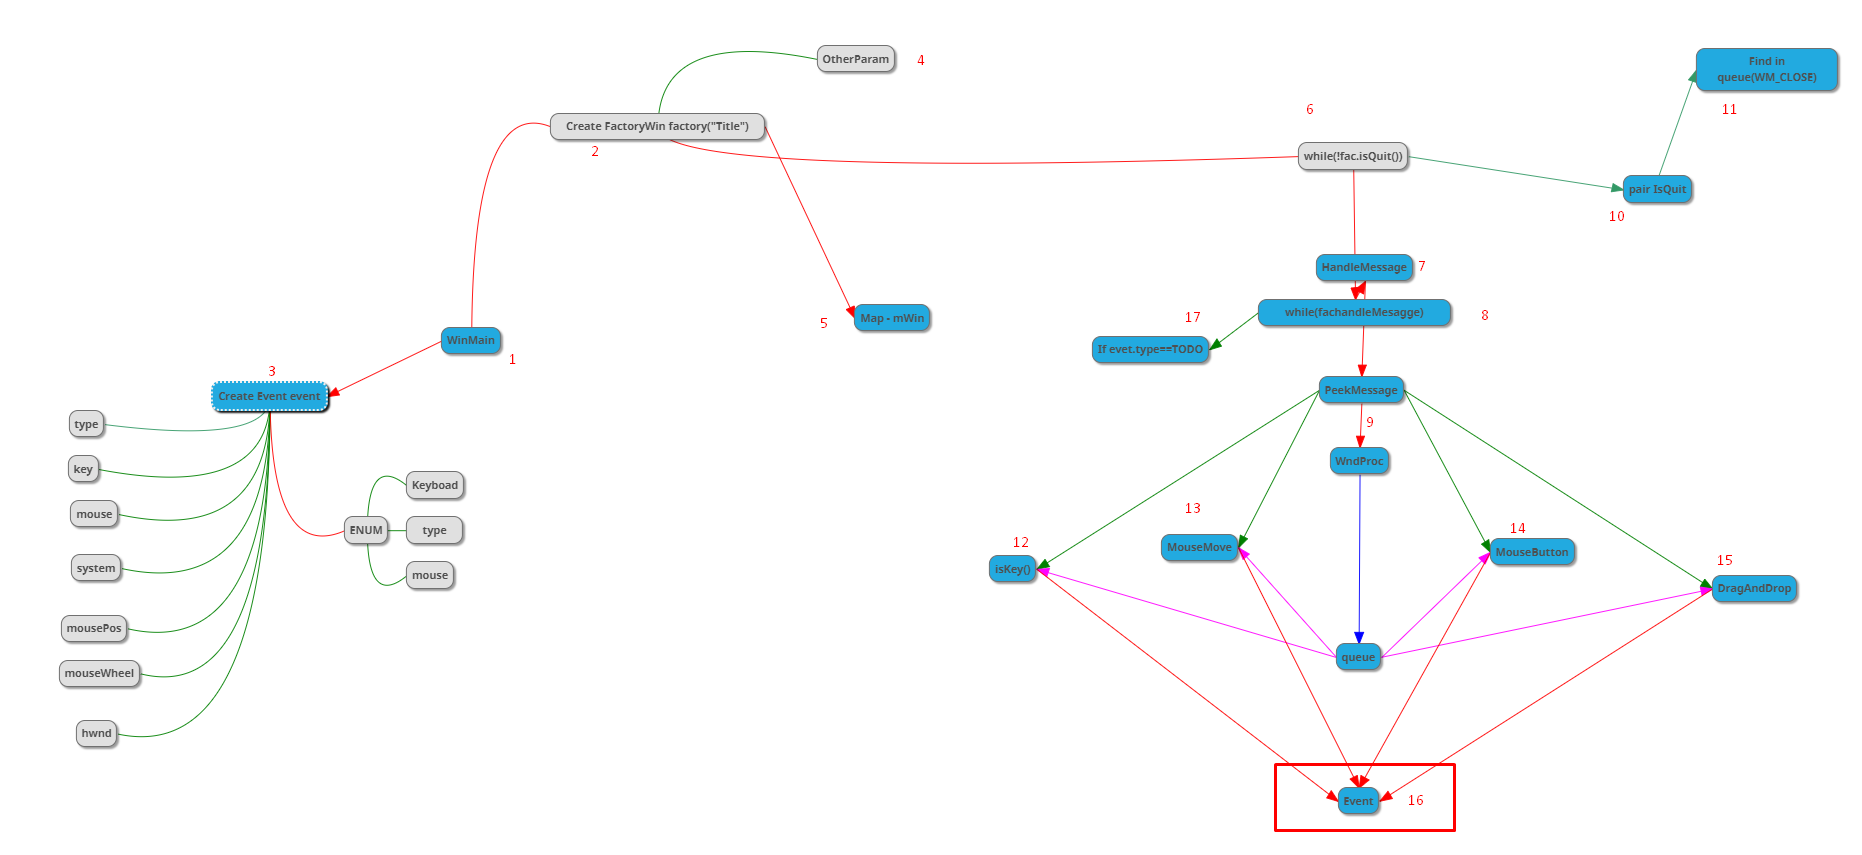 OtherParam
4
Find in
queue(WM_CLOSE)
11
6
Create FactoryWin factory("Title")
2
while(!fac.isQuit())
pair IsQuit
10
HandleMessage
7
while(fachandleMesagge)
8
17
If evet.type==TODO
Map - mWin
5
WinMain
1
3
Create Event event
PeekMessage
9
type
key
mouse
system
mousePos
mouseWheel
hwnd
ENUM
Keyboad
type
mouse
WndProc
12
isKey()
13
MouseMove
14
MouseButton
15
DragAndDrop
queue
Event
16